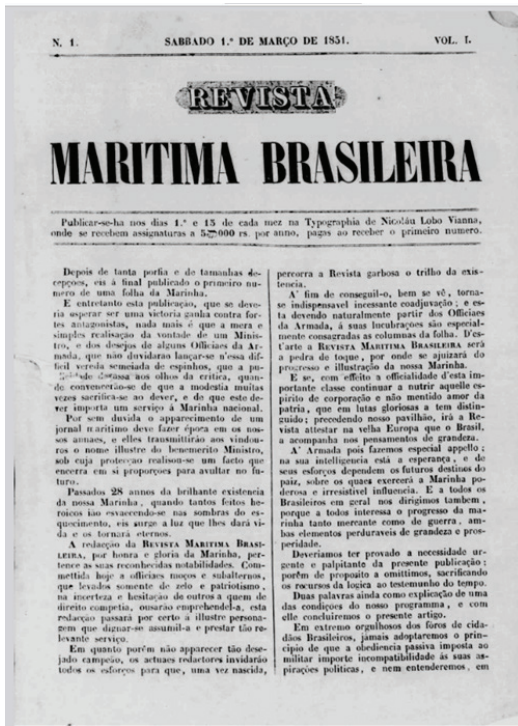 N. 1.
SABBADO 1.º DE MARÇO DE 1851.
VOL. I.
REVISTA
MARITIMA BRASILEIRA
Publicar-se-ha nos dias 1.º e 15 de cada mez na Typographia de Nicoláu Lobo Vianna,
onde se recebem assignaturas a 5 000 rs. por anno, pagas ao receber o primeiro numero.
Depois de tanta porfia e de tamanhas de-
cepções, eis á final publicado o primeiro nu-
mero de uma folha da Marinha.
E entretanto esta publicação, que se deve-
ria esperar ser uma victoria ganha contra for-
tes antagonistas, nada mais é que a mera e
simples realisação da vontade de um Minis-
tro, e dos desejos de alguns Officiaes da Ar-
mada, que não duvidarão lançar-se n'essa dif-
ficil vereda semeada de espinhos, que a pu-
aos olhos da critica, quan-
do convencerão-se de que a modestia muitas
vezes sacrifica-se ao dever, e de que este de-
ver importa um serviço á Marinha nacional.
Por sem duvida o apparecimento de um
jornal maritimo deve fazer época em os nos-
sos annaes, e elles transmittirão aos vindou-
ros o nome illustre do benemerito Ministro,
sob cuja protecção realisou-se um facto que
encerra em si proporções para avultar no fu-
turo.
Passados 28 annos da brilhante existencia
da nossa Marinha, quando tantos feitos he-
roicos ião esvaecendo-se nas sombras do es-
quecimento, eis surge a luz que lhes dará vi-
da e os tornará eternos.
A redacção da REVISTA MARITIMA BRASI-
LEIRA, por honra e gloria da Marinha, per-
tence as suas reconhecidas notabilidades. Com-
mettida hoje a officiaes moços e subalternos,
que levados somente de zelo e patriotismo,
na incerteza e hesitação de outros a quem de
direito competia, ousarão emprehendel-a, esta
redacção passará por certo a illustre persona-
gem que dignar-se assumil-a e prestar tão re-
levante serviço.
Em quanto porém não apparecer tão dese-
jado campeão, os actuaes redactores invidarão
todos os esforços para que, uma vez nascida,
percorra a Revista garbosa o trilho da exis-
tencia.
A' fim de conseguil-o, bem se vê, torna-
se indispensavel incessante coadjuvação; e es-
ta devendo naturalmente partir dos Officiaes
da Armada, á suas locubrações são especial-
mente consagradas as columnas da folha. D'es-
t'arte a REVISTA MARITIMA BRASILEIRA será
a pedra de toque, por onde se ajuizará do
progresso e illustração da nossa Marinha.
E se, com effeito a officialidade d'esta im-
portante classe continuar a nutrir aquelle es-
pirito de corporação e não mentido amor da
patria, que em lutas gloriosas a tem distin-
guido; precedendo nosso pavilhão, irá a Re-
vista attestar na velha Europa que o Brasil,
a acompanha nos pensamentos de grandeza.
A' Armada pois fazemos especial appello;
na sua intelligencia está a esperança, e de
seus esforços dependem os futuros destinos do
paiz, sobre os quaes exercerá a Marinha po-
derosa e irresistivel influencia. E a todos os
Brasileiros em geral nos dirigimos tambem,
porque a todos interessa o progresso da ma-
rinha tanto mercante como de guerra, am-
bas elementos perduraveis de grandeza e pros-
peridade.
Deveriamos ter provado a necessidade ur-
gente e palpitante da presente publicação;
porém de proposito a omittimos, sacrificando
os recursos da logica ao testemunho do tempo.
Duas palavras ainda como explicação de uma
das condições do nosso programma, e com
elle concluiremos o presente artigo.
Em extremo orgulhosos dos fóros de cida-
dãos Brasileiros, jamais adoptaremos o prin-
cipio de que a obediencia passiva imposta ao
militar importe incompatibilidade ás suas as-
pirações politicas, e nem entenderemos, em